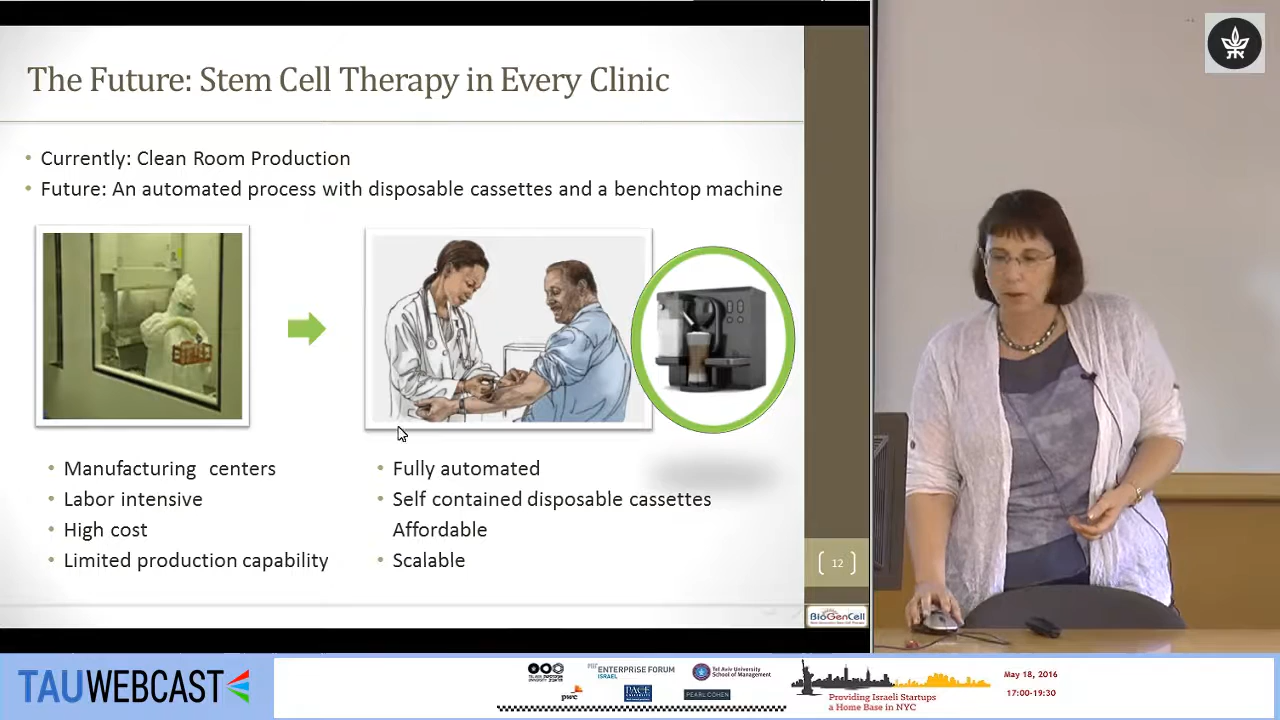 The Future: Stem Cell Therapy in Every Clinic
• Currently: Clean Room Production
• Future: An automated process with disposable cassettes and a benchtop machine
• Manufacturing centers
• Labor intensive
• High cost
• Limited production capability
• Fully automated
• Self contained disposable cassettes
Affordable
• Scalable
12
BioGenCell
TAUWEBCAST
ENTERPRISE FORUM
ISRAEL
Tel Aviv University
School of Management
pwc
PACE
PEARL COHEN
Providing Israeli Startups
a Home Base in NYC
May 18, 2016
17:00-19:30